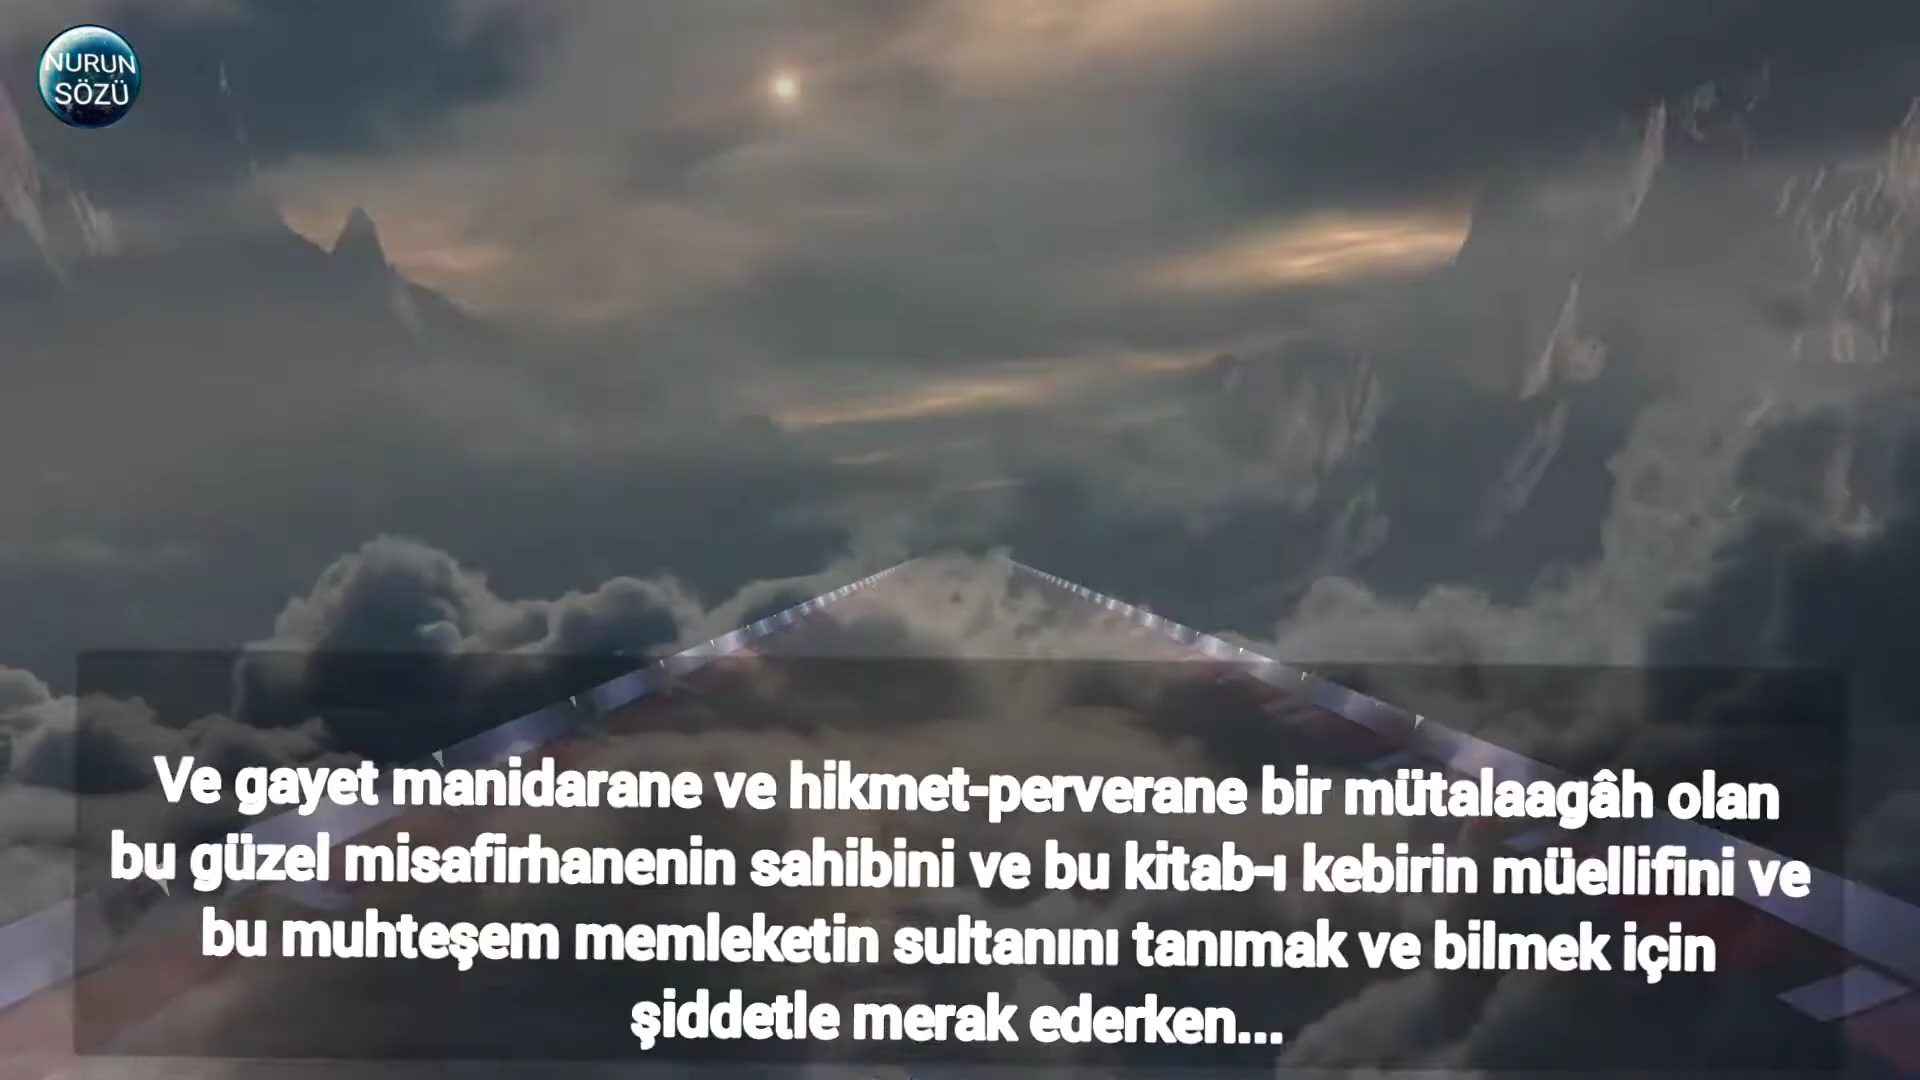 NURUN
SÖZÜ
Ve gayet manidarane ve hikmet-perverane bir mütalaagâh olan
bu güzel misafirhanenin sahibini ve bu kitab-ı kebirin müellifini ve
bu muhteşem memleketin sultanını tanımak ve bilmek için
şiddetle merak ederken...